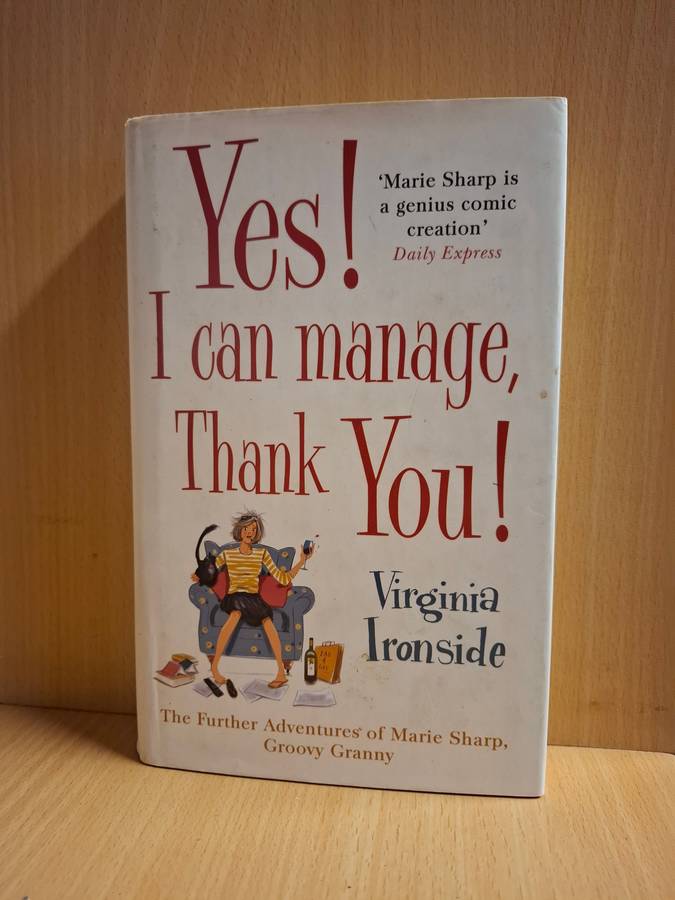 Yes!
'Marie Sharp is
a genius comic
creation'
Daily Express
I can manage,
Thank You!
Virginia
Ironside
The Further Adventures of Marie Sharp,
Groovy Granny